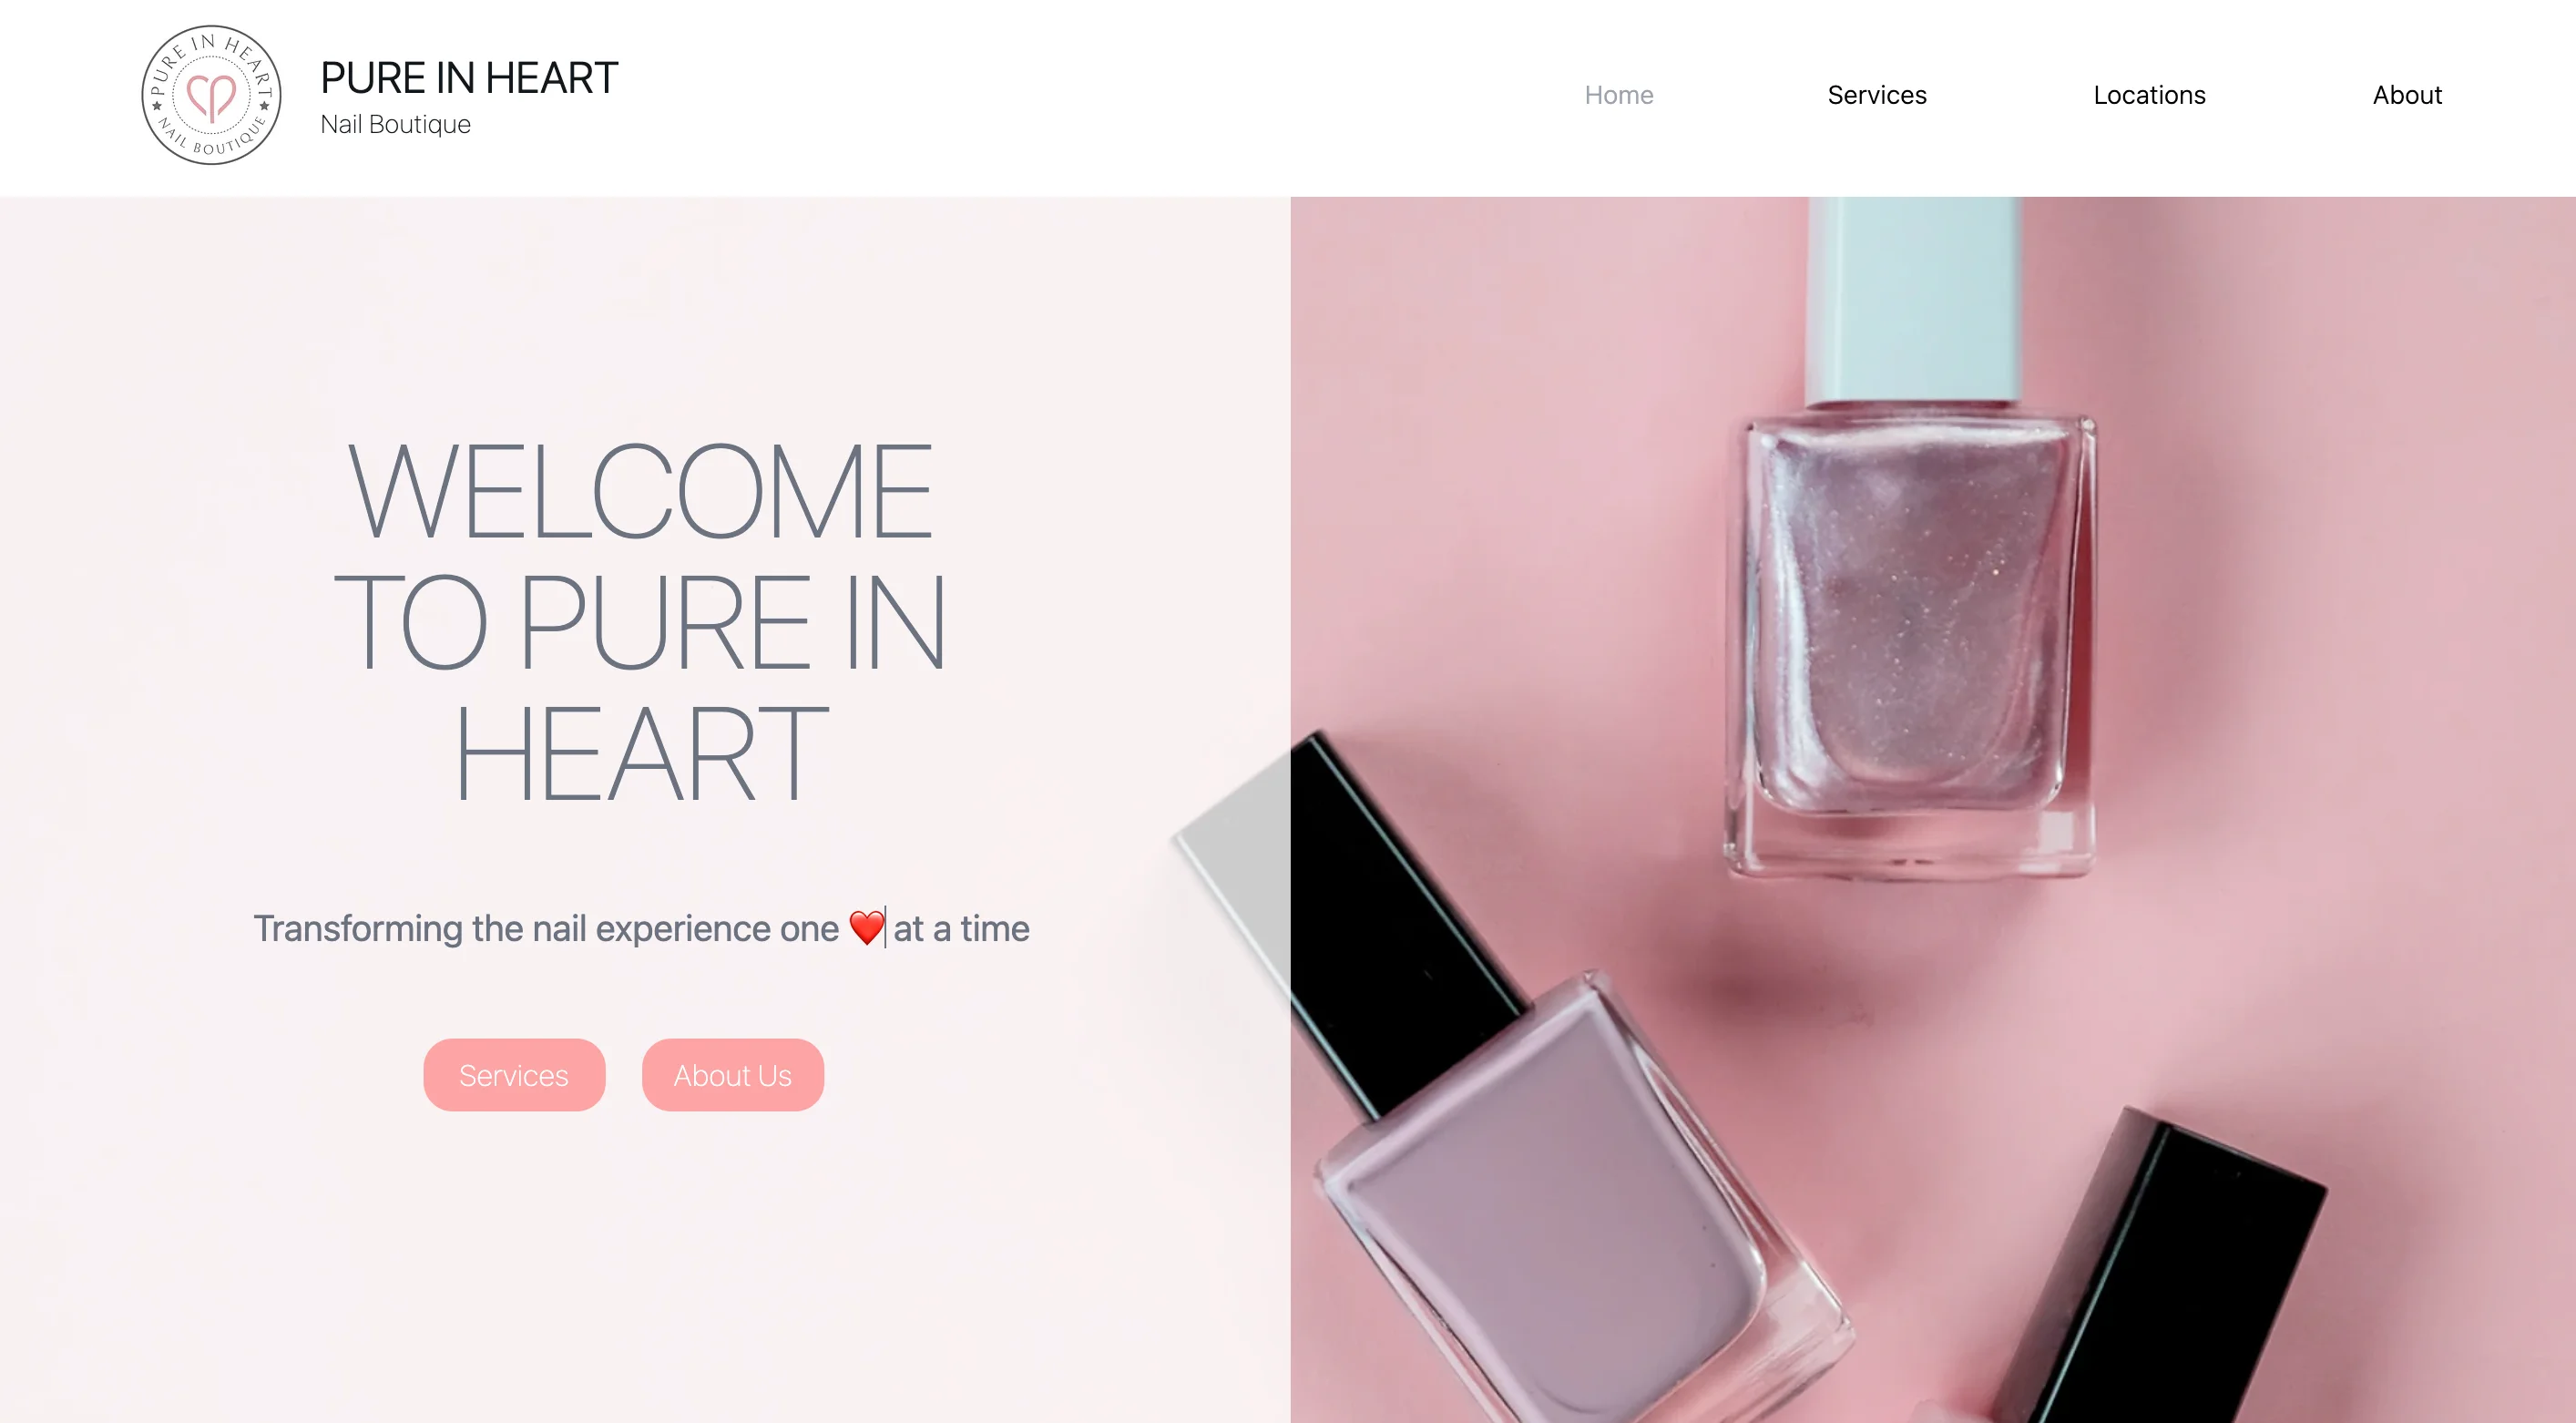 PURE IN HEART
NAIL BOUTIQUE
PURE IN HEART
Nail Boutique
Home
Services
Locations
About
WELCOME
TO PURE IN
HEART
Transforming the nail experience one ❤️ at a time
Services
About Us